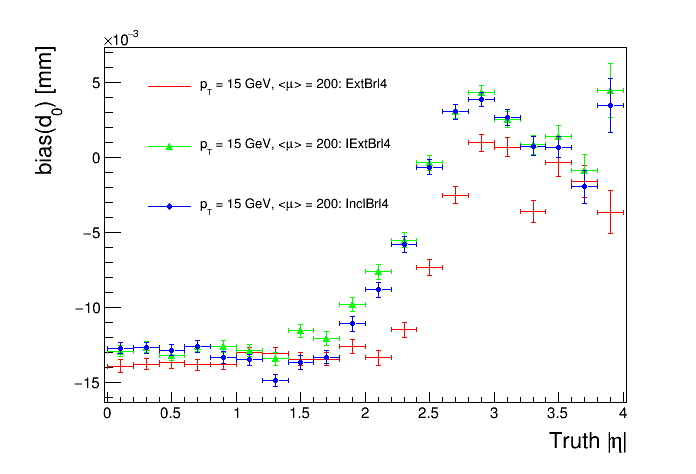 ×10⁻³
bias(d₀) [mm]
5
0
−5
−10
−15
p_T = 15 GeV, <μ> = 200: ExtBrl4
p_T = 15 GeV, <μ> = 200: IExtBrl4
p_T = 15 GeV, <μ> = 200: InclBrl4
0 0.5 1 1.5 2 2.5 3 3.5 4
Truth |η|